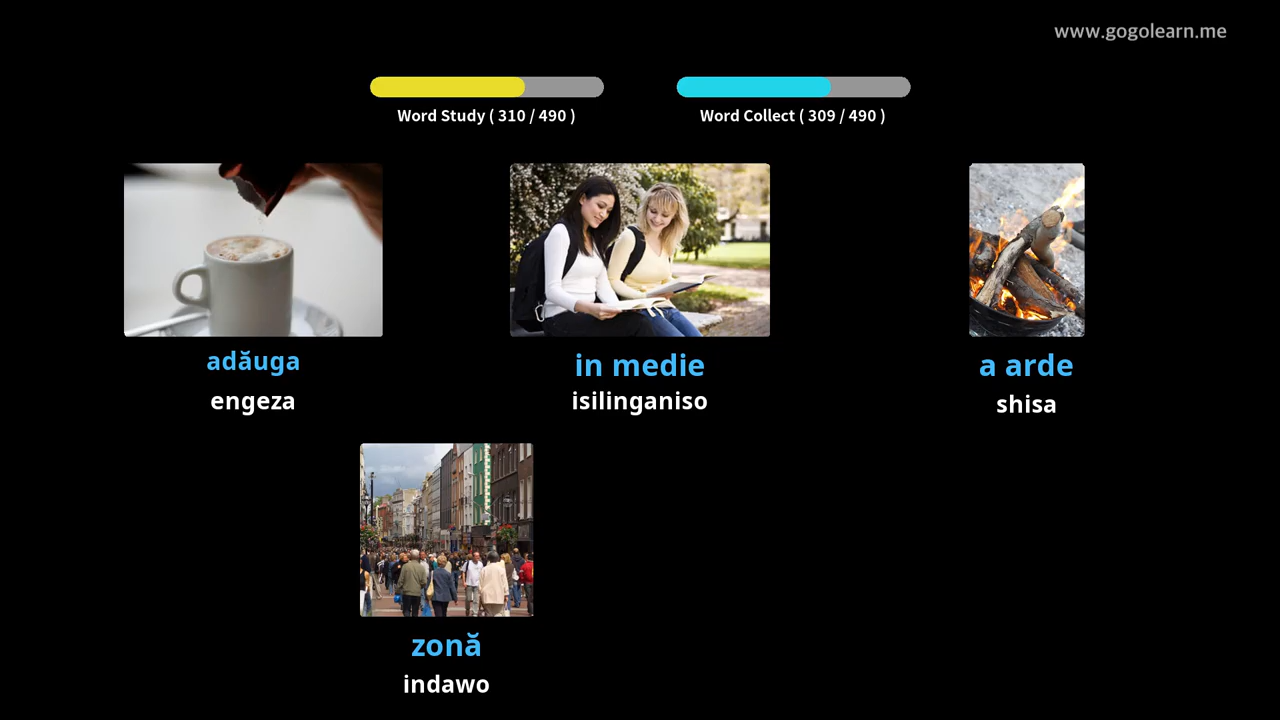 www.gogolearn.me
Word Study ( 310 / 490 )
Word Collect ( 309 / 490 )
adăuga
engeza
in medie
isilinganiso
a arde
shisa
zonă
indawo